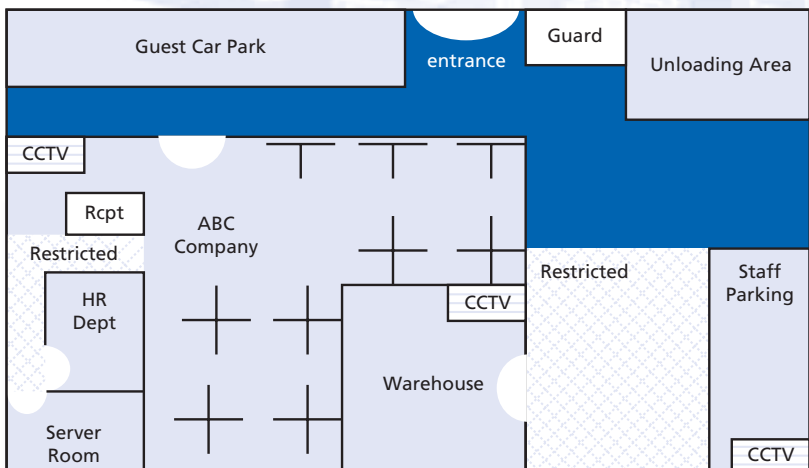 Guest Car Park
entrance
Guard
Unloading Area
CCTV
Rcpt
ABC
Company
Restricted
HR
Dept
Server
Room
CCTV
Warehouse
Restricted
Staff
Parking
CCTV